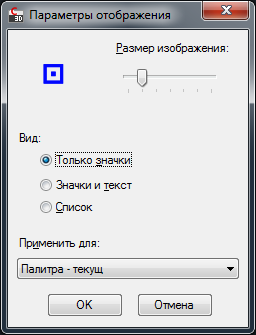 Параметры отображения
Размер изображения:
Вид:
Только значки
Значки и текст
Список
Применить для:
Палитра - текущ
OK
Отмена